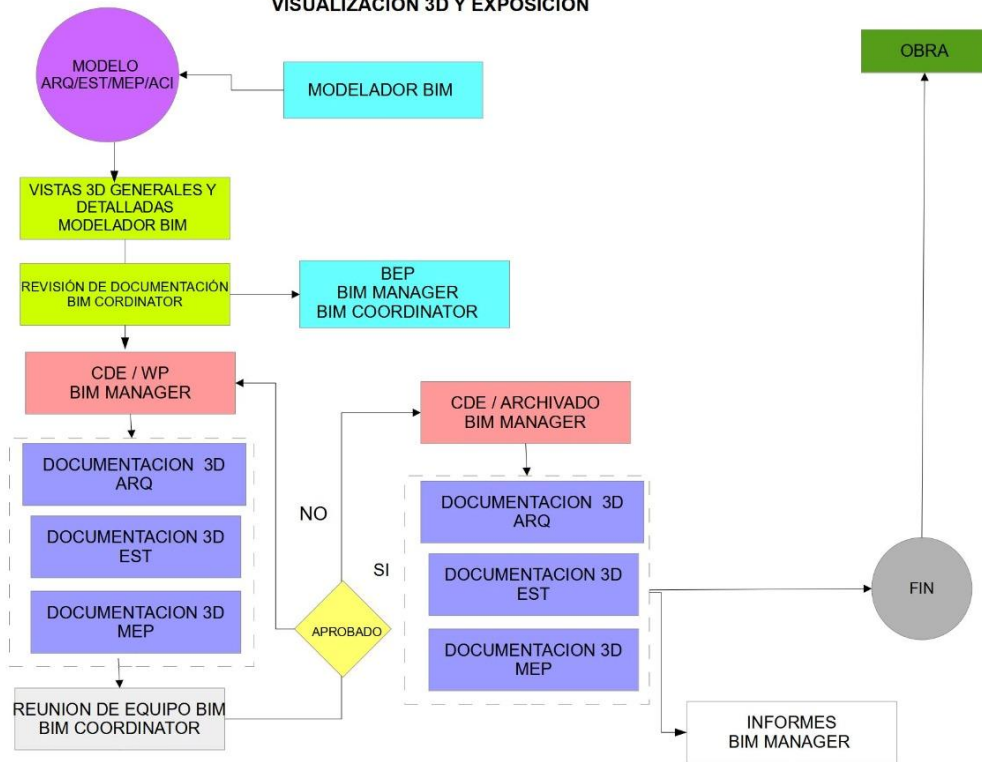 VISUALIZACION 3D Y EXPOSICION
MODELO
ARQ/EST/MEP/ACI
MODELADOR BIM
OBRA
VISTAS 3D GENERALES Y
DETALLADAS
MODELADOR BIM
REVISIÓN DE DOCUMENTACIÓN
BIM CORDINATOR
BEP
BIM MANAGER
BIM COORDINATOR
CDE / WP
BIM MANAGER
CDE / ARCHIVADO
BIM MANAGER
DOCUMENTACION 3D
ARQ
DOCUMENTACION 3D
EST
DOCUMENTACION 3D
MEP
NO
SI
APROBADO
DOCUMENTACION 3D
ARQ
DOCUMENTACION 3D
EST
DOCUMENTACION 3D
MEP
FIN
REUNION DE EQUIPO BIM
BIM COORDINATOR
INFORMES
BIM MANAGER